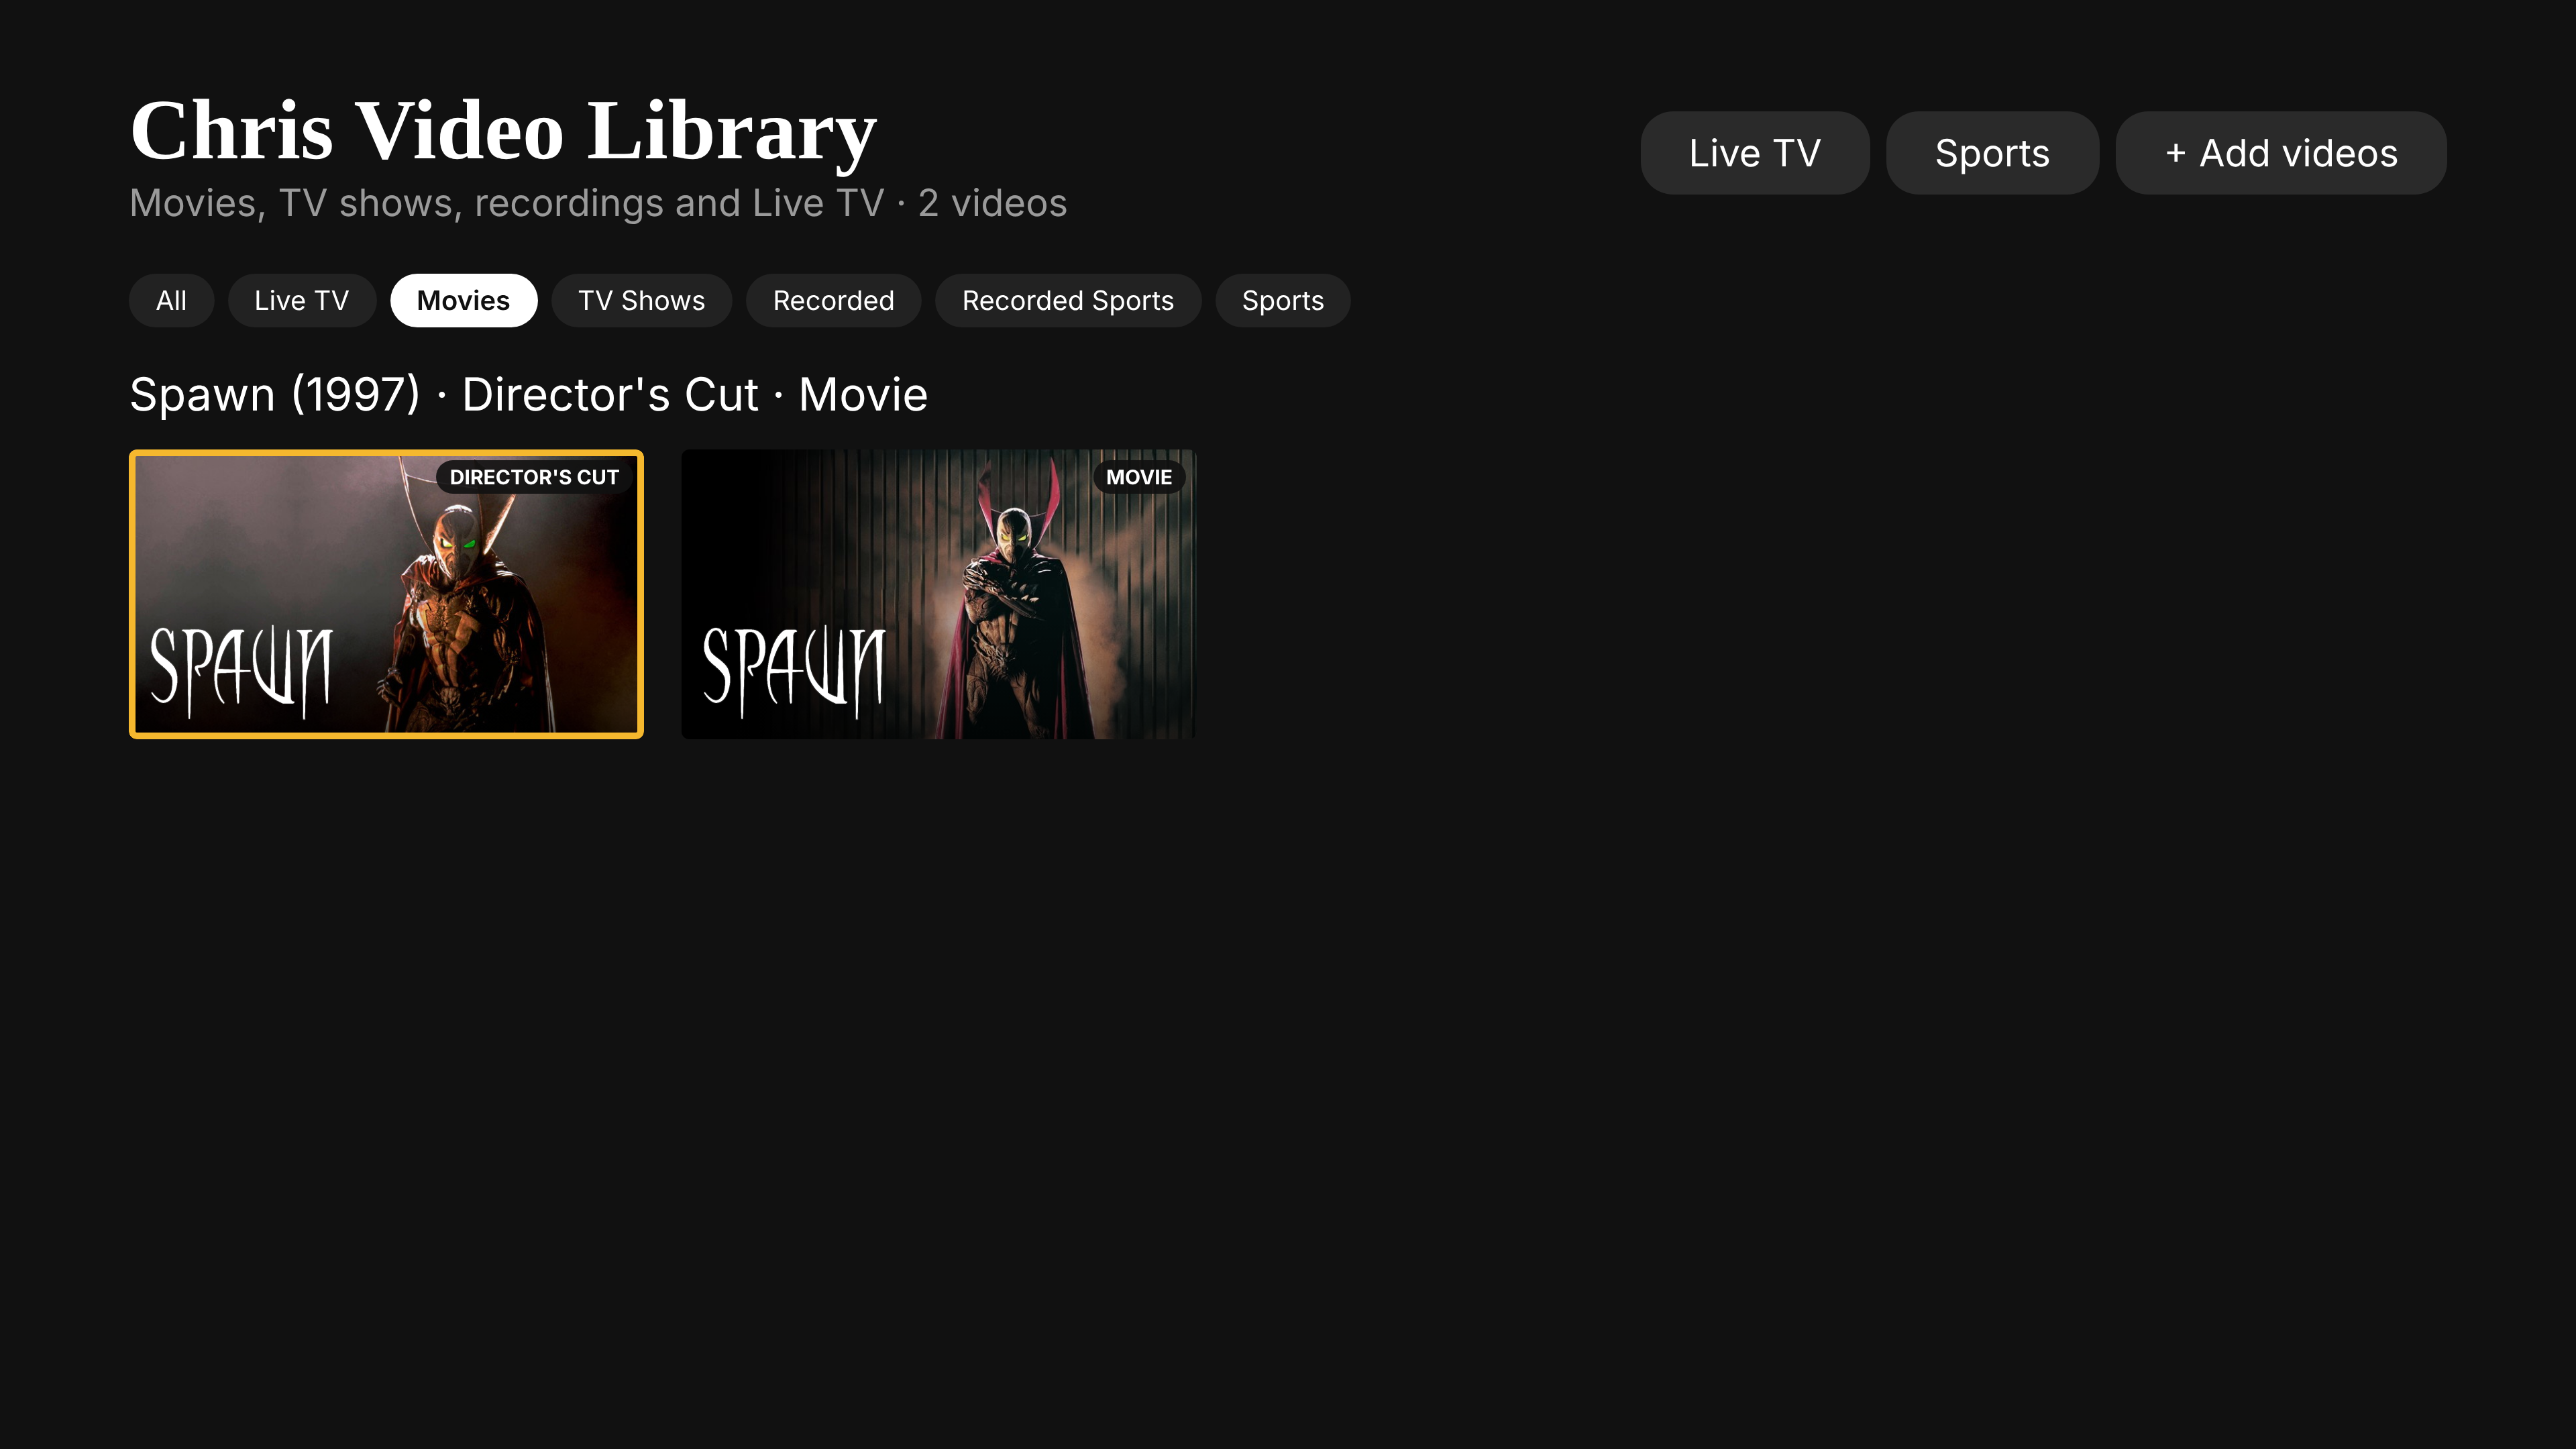 Chris Video Library
Movies, TV shows, recordings and Live TV · 2 videos
Live TV
Sports
+ Add videos
All
Live TV
Movies
TV Shows
Recorded
Recorded Sports
Sports
Spawn (1997) · Director's Cut · Movie
DIRECTOR'S CUT
SPAWN
MOVIE
SPAWN